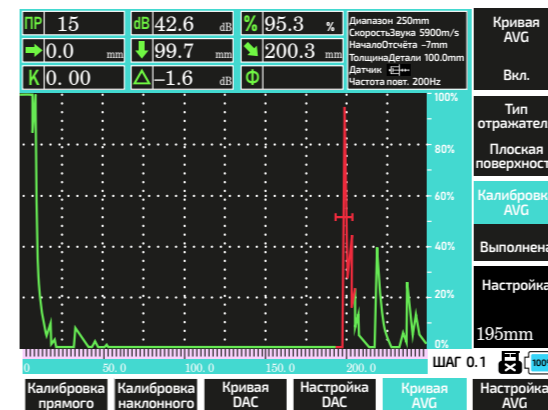 ПР 15 dB 42.6 dB % 95.3 %
0.0 mm 99.7 mm 200.3 mm
K 0. 00 △ –1.6 dB Ф
Диапазон 250mm
СкоростьЗвука 5900m/s
НачалоОтсчёта –7mm
ТолщинаДетали 100.0mm
Датчик
Частота повт. 200Hz
Кривая
AVG
Вкл.
Тип
отражател
Плоская
поверхност
Калибровк
AVG
Выполнена
Настройка
195mm
100%
80%
60%
40%
20%
0%
0 50. 0 100. 0 150. 0 200. 0
ШАГ 0.1 100%
Калибровка
прямого
Калибровка
наклонного
Кривая
DAC
Настройка
DAC
Кривая
AVG
Настройка
AVG